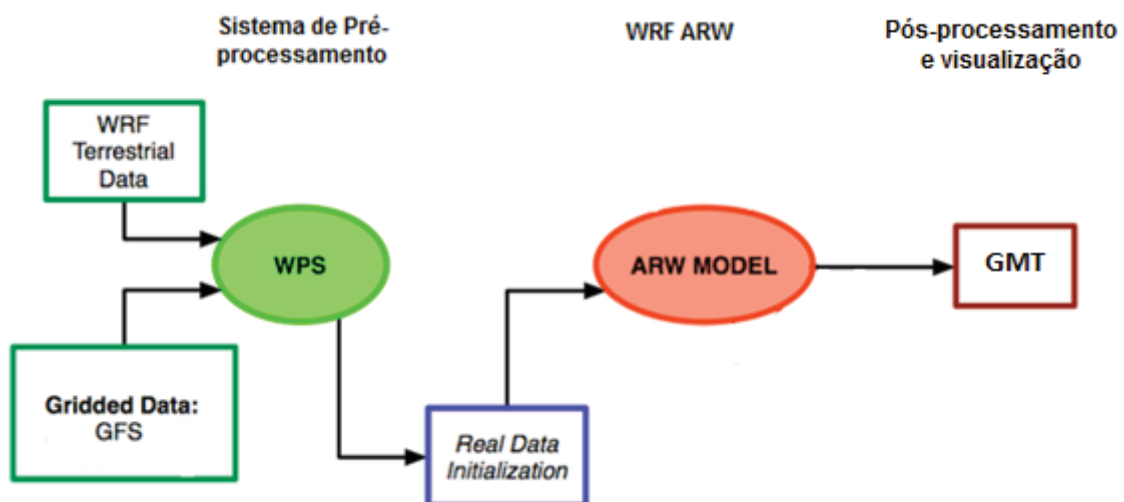 Sistema de Pré-
processamento
WRF ARW
Pós-processamento
e visualização
WRF
Terrestrial
Data
WPS
ARW MODEL
GMT
Gridded Data:
GFS
Real Data
Initialization